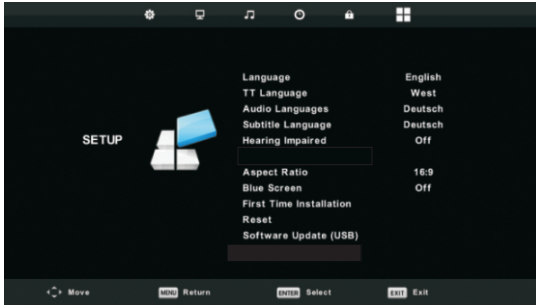 Language English
TT Language West
Audio Languages Deutsch
Subtitle Language Deutsch
SETUP
Hearing Impaired Off
Aspect Ratio 16:9
Blue Screen Off
First Time Installation
Reset
Software Update (USB)
Move MENU Return ENTER Select EXIT Exit